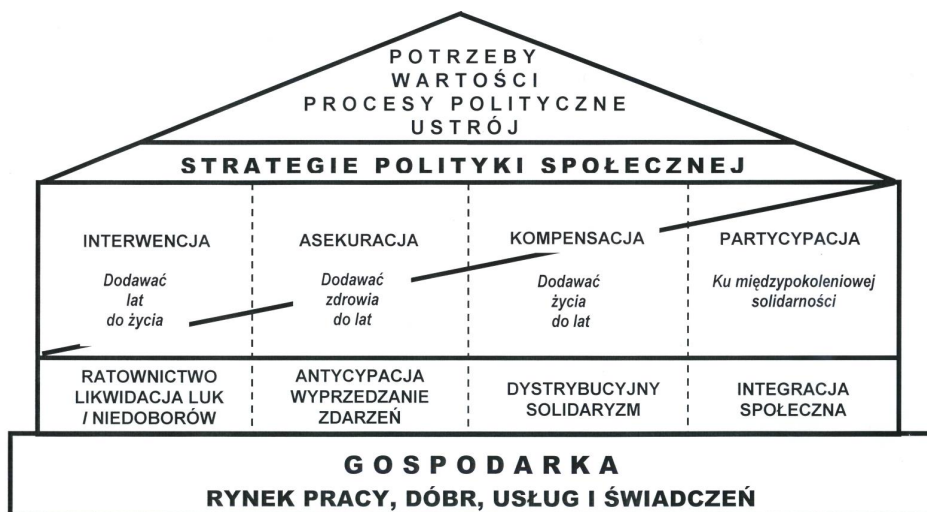 POTRZEBY
WARTOŚCI
PROCESY POLITYCZNE
USTRÓJ
STRATEGIE POLITYKI SPOŁECZNEJ
INTERWENCJA
Dodawać
lat
do życia
ASEKURACJA
Dodawać
zdrowia
do lat
KOMPENSACJA
Dodawać
życia
do lat
PARTYCYPACJA
Ku międzypokoleniowej
solidarności
RATOWNICTWO
LIKWIDACJA LUK
/ NIEDOBORÓW
ANTYCYPACJA
WYPRZEDZANIE
ZDARZEŃ
DYSTRYBUCYJNY
SOLIDARYZM
INTEGRACJA
SPOŁECZNA
GOSPODARKA
RYNEK PRACY, DÓBR, USŁUG I ŚWIADCZEŃ